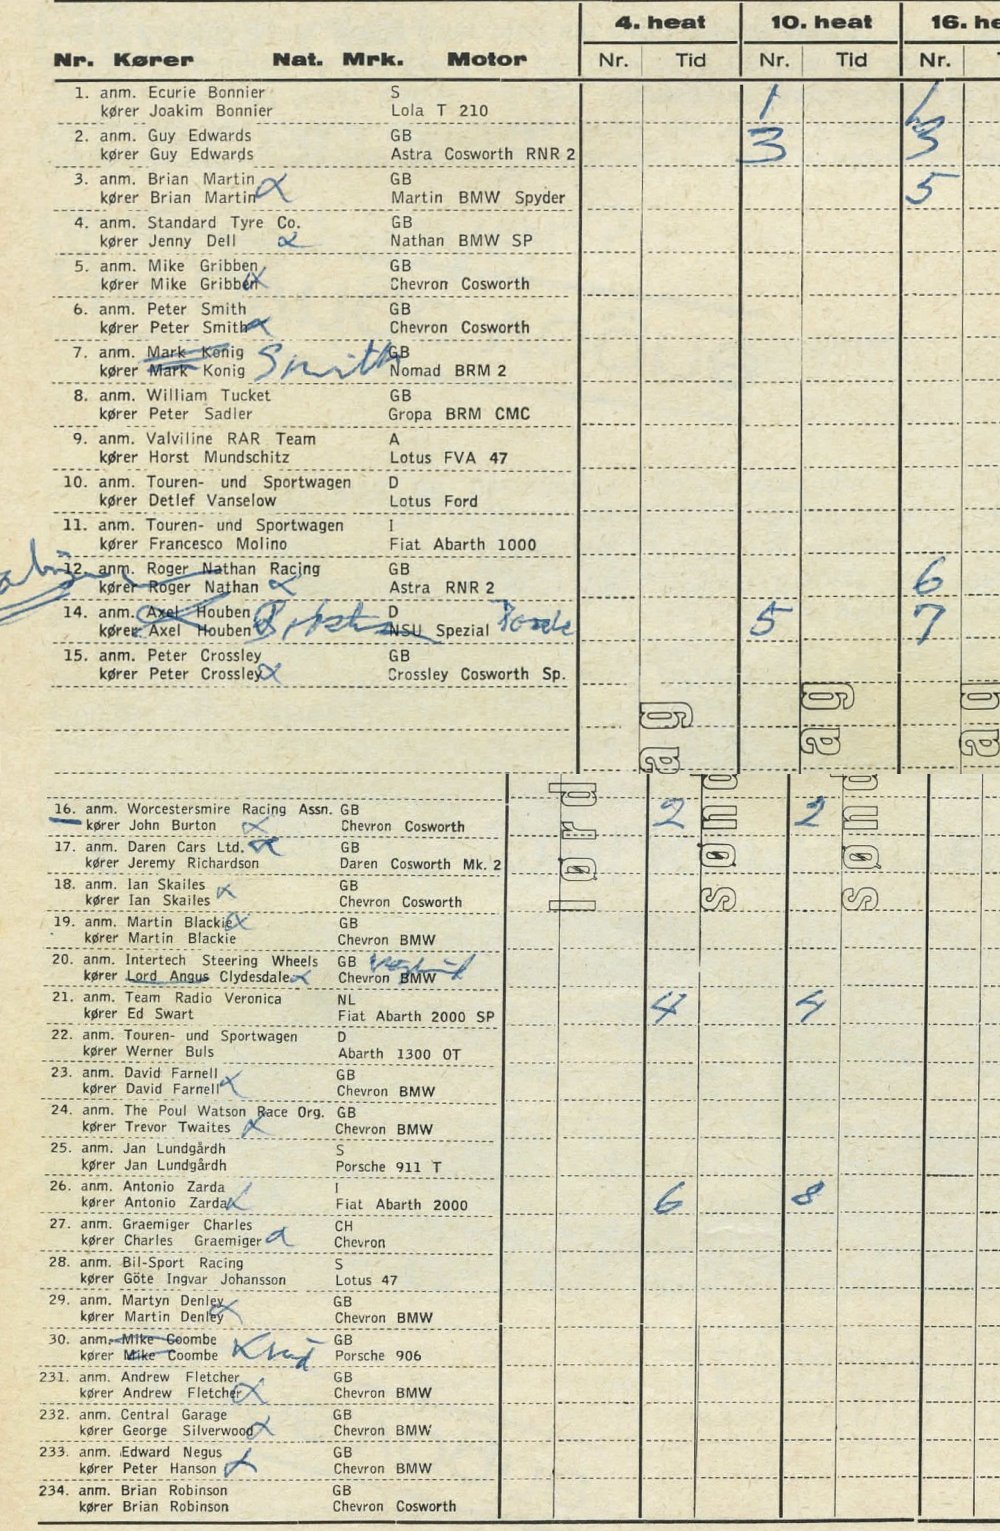 4. heat 10. heat 16. he
Nr. Kører Nat. Mrk. Motor Nr. Tid Nr. Tid Nr.
1. anm. Ecurie Bonnier S
kører Joakim Bonnier Lola T 210 1 1
2. anm. Guy Edwards GB
kører Guy Edwards Astra Cosworth RNR 2 3 3
3. anm. Brian Martin GB
kører Brian Martin Martin BMW Spyder 5
4. anm. Standard Tyre Co. GB
kører Jenny Dell Nathan BMW SP
5. anm. Mike Gribben GB
kører Mike Gribben Chevron Cosworth
6. anm. Peter Smith GB
kører Peter Smith Chevron Cosworth
7. anm. Mark Konig Smith GB
kører Mark Konig Nomad BRM 2
8. anm. William Tucket GB
kører Peter Sadler Gropa BRM CMC
9. anm. Valviline RAR Team A
kører Horst Mundschitz Lotus FVA 47
10. anm. Touren- und Sportwagen D
kører Detlef Vanselow Lotus Ford
11. anm. Touren- und Sportwagen I
kører Francesco Molino Fiat Abarth 1000
12. anm. Roger Nathan Racing GB
kører Roger Nathan Astra RNR 2 6
14. anm. Axel Houben D
kører Axel Houben NSU Spezial 5 7
15. anm. Peter Crossley GB
kører Peter Crossley Crossley Cosworth Sp.
16. anm. Worcestersmire Racing Assn. GB
kører John Burton Chevron Cosworth 2 2
17. anm. Daren Cars Ltd. GB
kører Jeremy Richardson Daren Cosworth Mk. 2
18. anm. Ian Skailes GB
kører Ian Skailes Chevron Cosworth
19. anm. Martin Blackie GB
kører Martin Blackie Chevron BMW
20. anm. Intertech Steering Wheels GB
kører Lord Angus Clydesdale Chevron BMW
21. anm. Team Radio Veronica NL
kører Ed Swart Fiat Abarth 2000 SP 4 4
22. anm. Touren- und Sportwagen D
kører Werner Buls Abarth 1300 OT
23. anm. David Farnell GB
kører David Farnell Chevron BMW
24. anm. The Poul Watson Race Org. GB
kører Trevor Twaites Chevron BMW
25. anm. Jan Lundgårdh S
kører Jan Lundgårdh Porsche 911 T
26. anm. Antonio Zarda I
kører Antonio Zarda Fiat Abarth 2000 6 8
27. anm. Graemiger Charles CH
kører Charles Graemiger Chevron
28. anm. Bil-Sport Racing S
kører Göte Ingvar Johansson Lotus 47
29. anm. Martyn Denley GB
kører Martin Denley Chevron BMW
30. anm. Mike Coombe GB
kører Mike Coombe Porsche 906
231. anm. Andrew Fletcher GB
kører Andrew Fletcher Chevron BMW
232. anm. Central Garage GB
kører George Silverwood Chevron BMW
233. anm. Edward Negus GB
kører Peter Hanson Chevron BMW
234. anm. Brian Robinson GB
kører Brian Robinson Chevron Cosworth